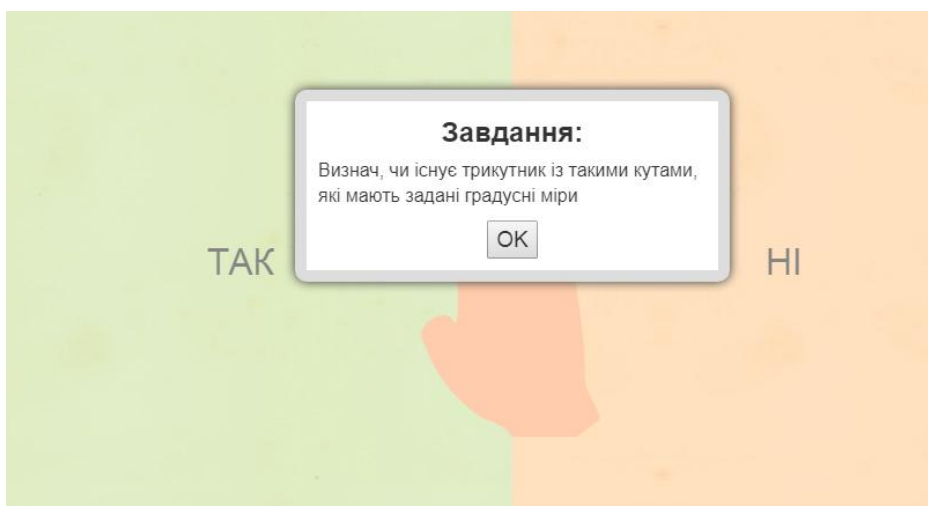 Завдання:
Визнач, чи існує трикутник із такими кутами,
які мають задані градусні міри
OK
ТАК
НІ